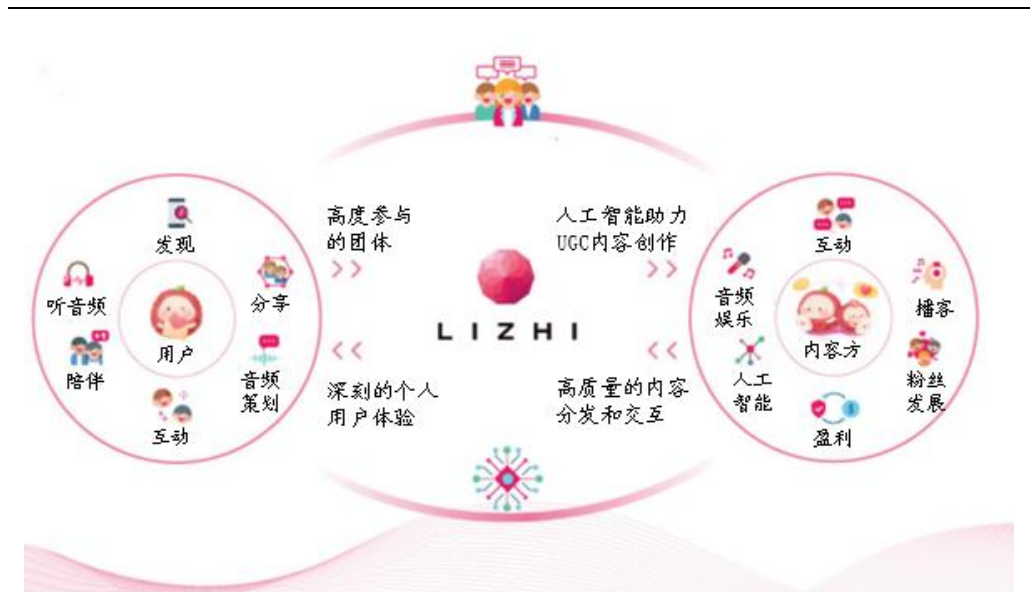 发现
听音频
分享
用户
陪伴
音频
策划
互动
高度参与
的团体
深刻的个人
用户体验
LIZHI
人工智能助力
UGC内容创作
高质量的内容
分发和交互
互动
音频
娱乐
播客
内容方
人工
智能
粉丝
发展
盈利